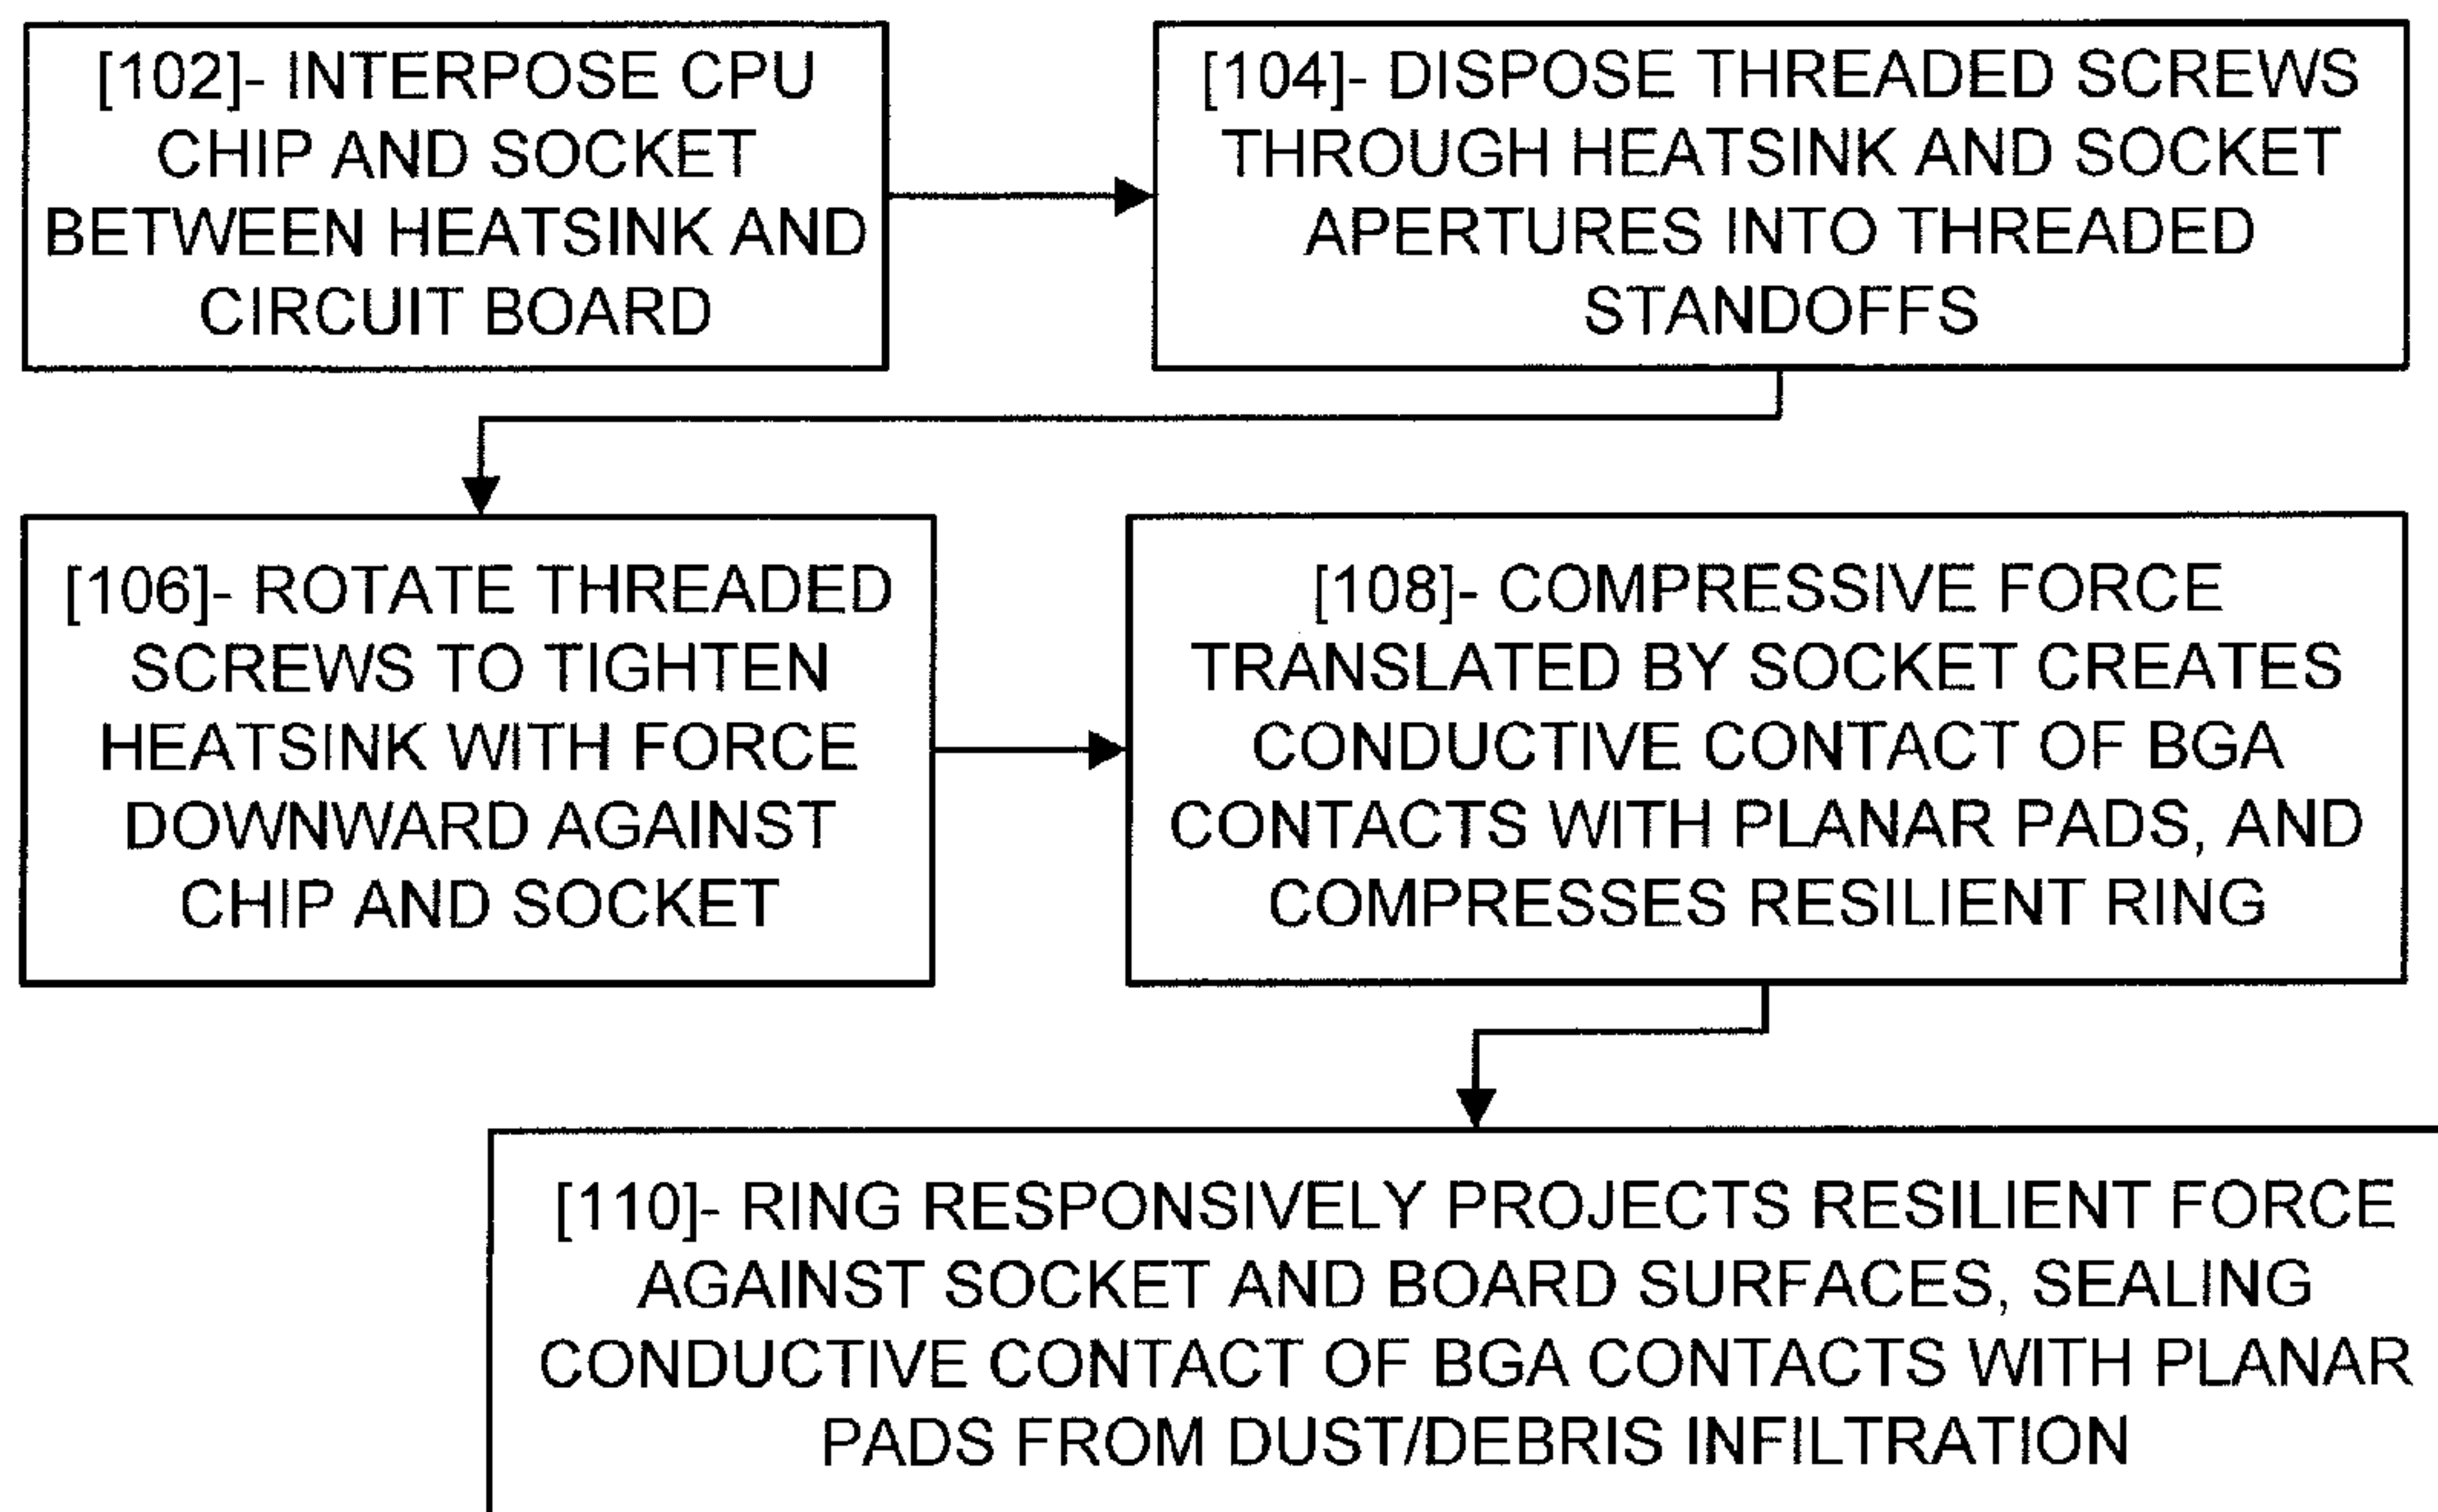 [102]- INTERPOSE CPU
CHIP AND SOCKET
BETWEEN HEATSINK AND
CIRCUIT BOARD
[104]- DISPOSE THREADED SCREWS
THROUGH HEATSINK AND SOCKET
APERTURES INTO THREADED
STANDOFFS
[106]- ROTATE THREADED
SCREWS TO TIGHTEN
HEATSINK WITH FORCE
DOWNWARD AGAINST
CHIP AND SOCKET
[108]- COMPRESSIVE FORCE
TRANSLATED BY SOCKET CREATES
CONDUCTIVE CONTACT OF BGA
CONTACTS WITH PLANAR PADS, AND
COMPRESSES RESILIENT RING
[110]- RING RESPONSIVELY PROJECTS RESILIENT FORCE
AGAINST SOCKET AND BOARD SURFACES, SEALING
CONDUCTIVE CONTACT OF BGA CONTACTS WITH PLANAR
PADS FROM DUST/DEBRIS INFILTRATION